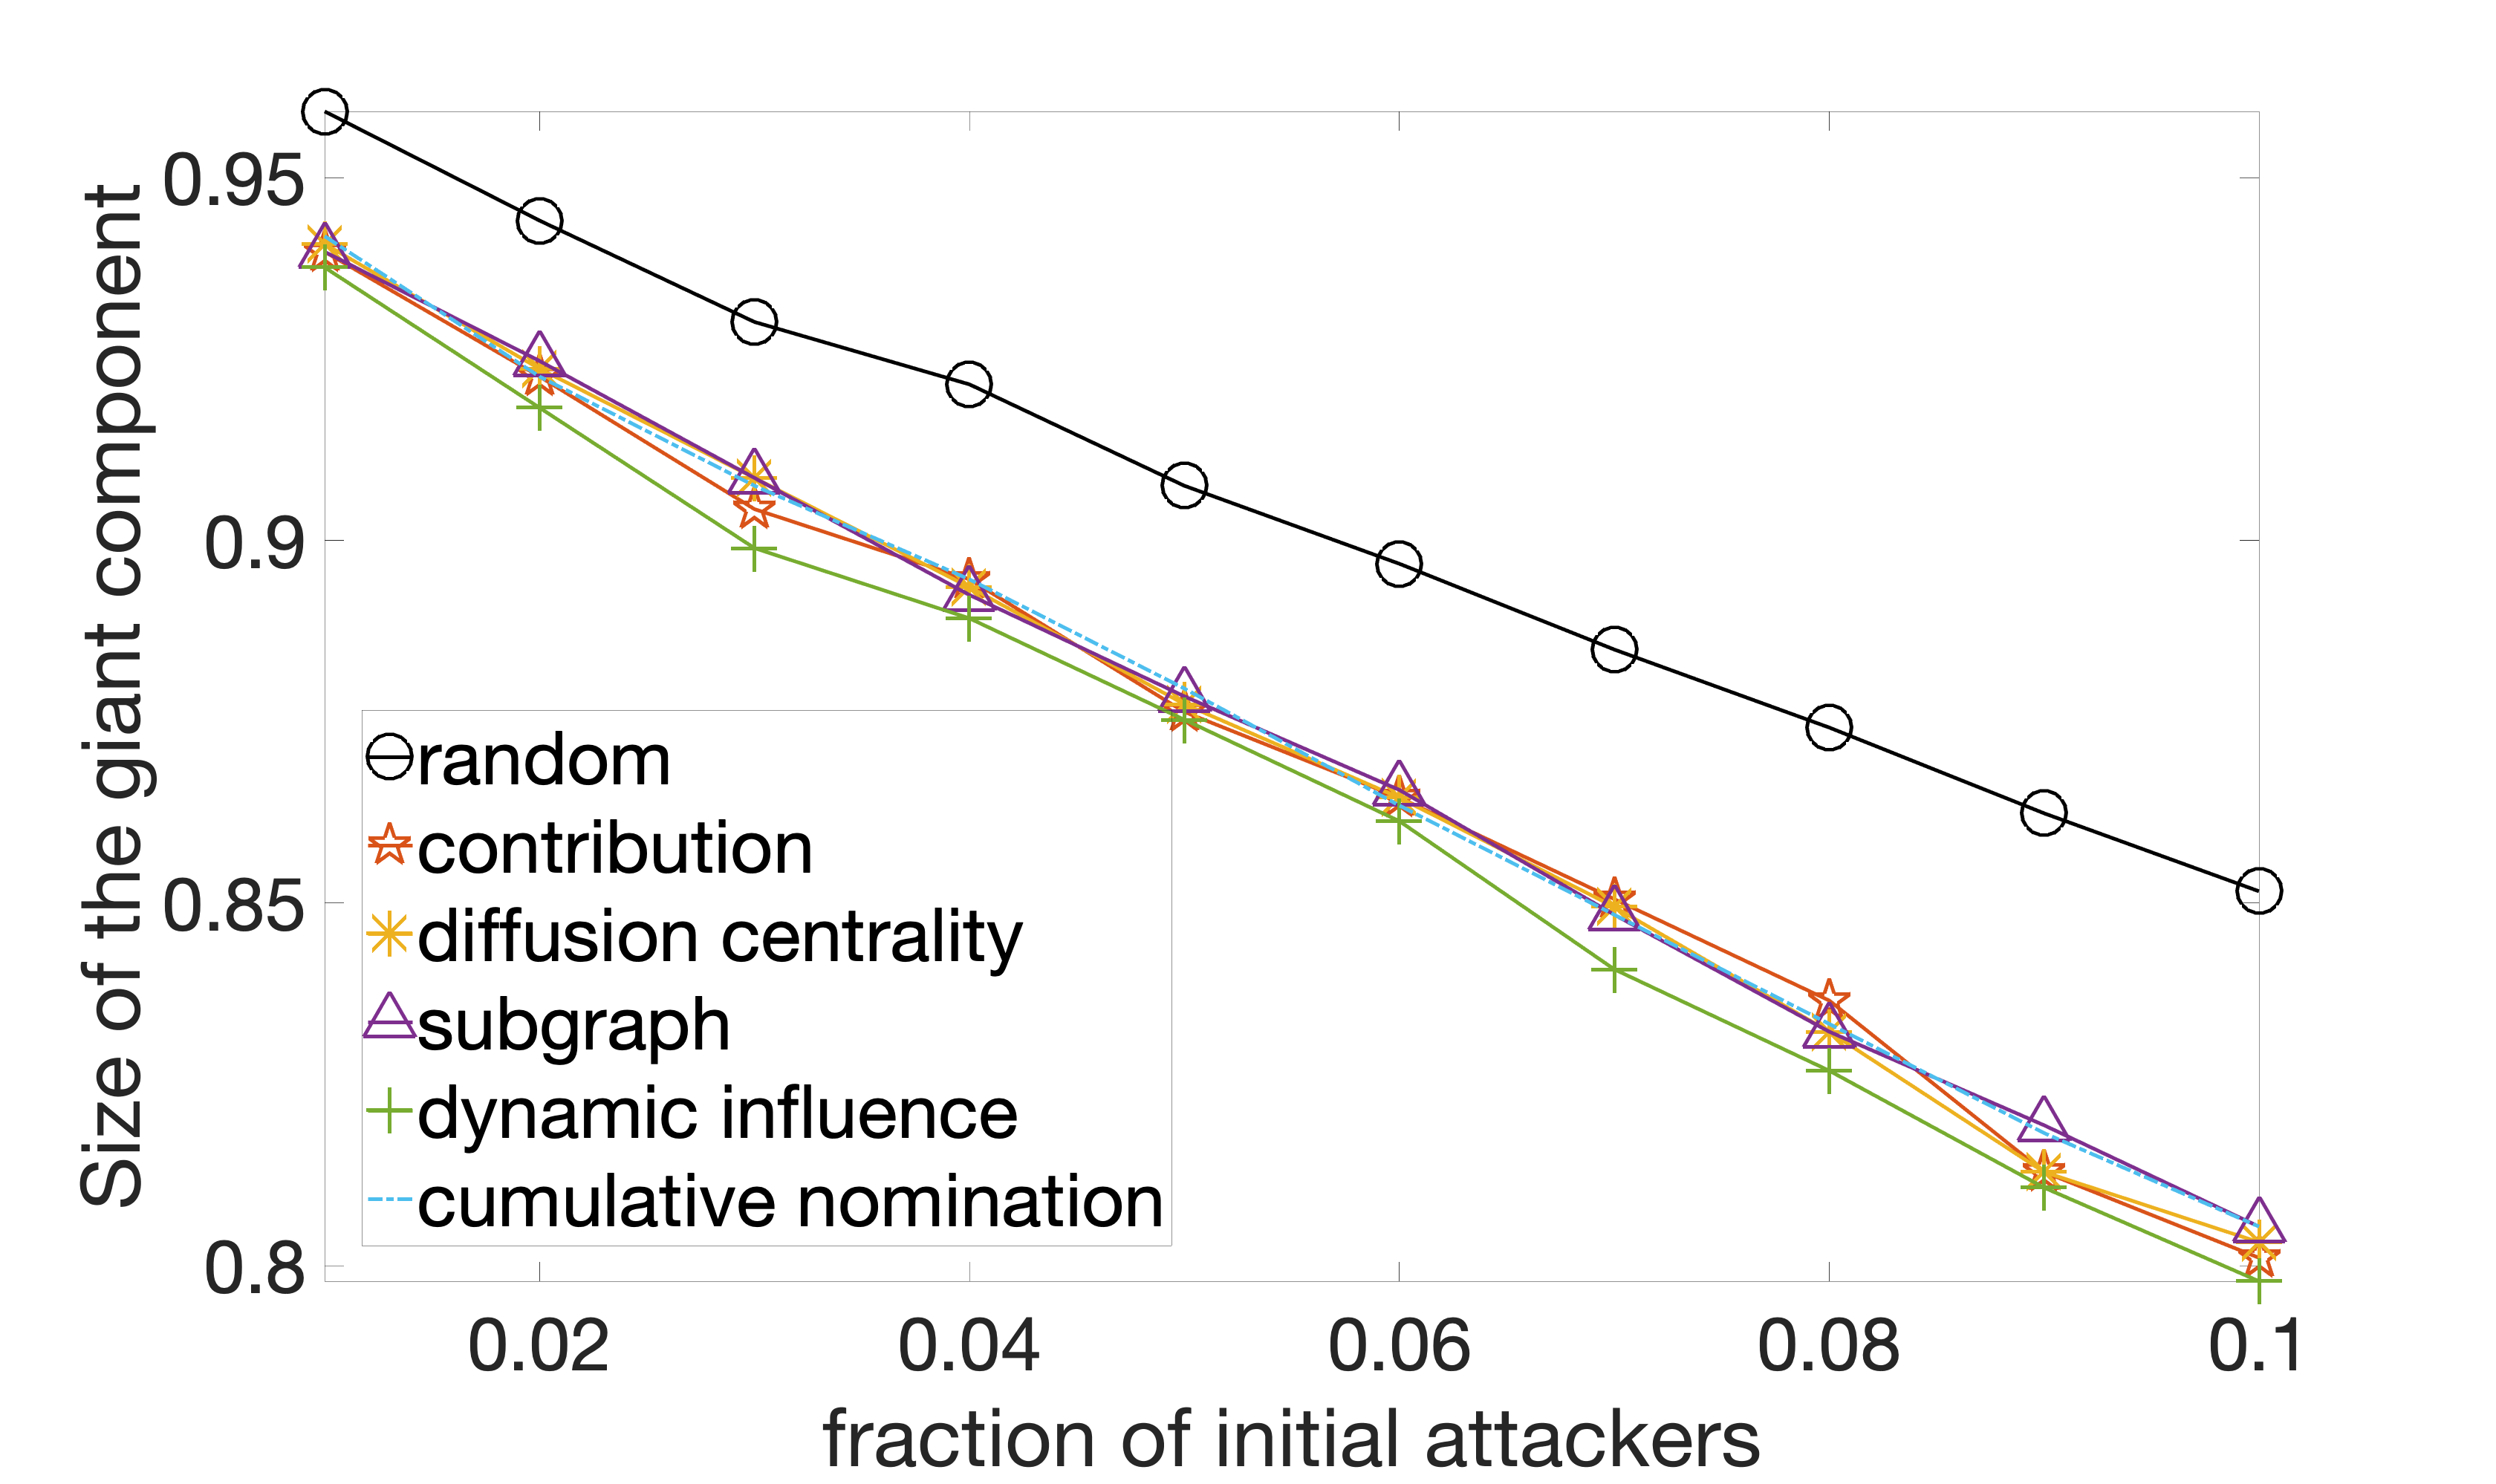 Size of the giant component
0.95
0.9
0.85
0.8
random
contribution
diffusion centrality
subgraph
dynamic influence
cumulative nomination
0.02
0.04
0.06
0.08
0.1
fraction of initial attackers